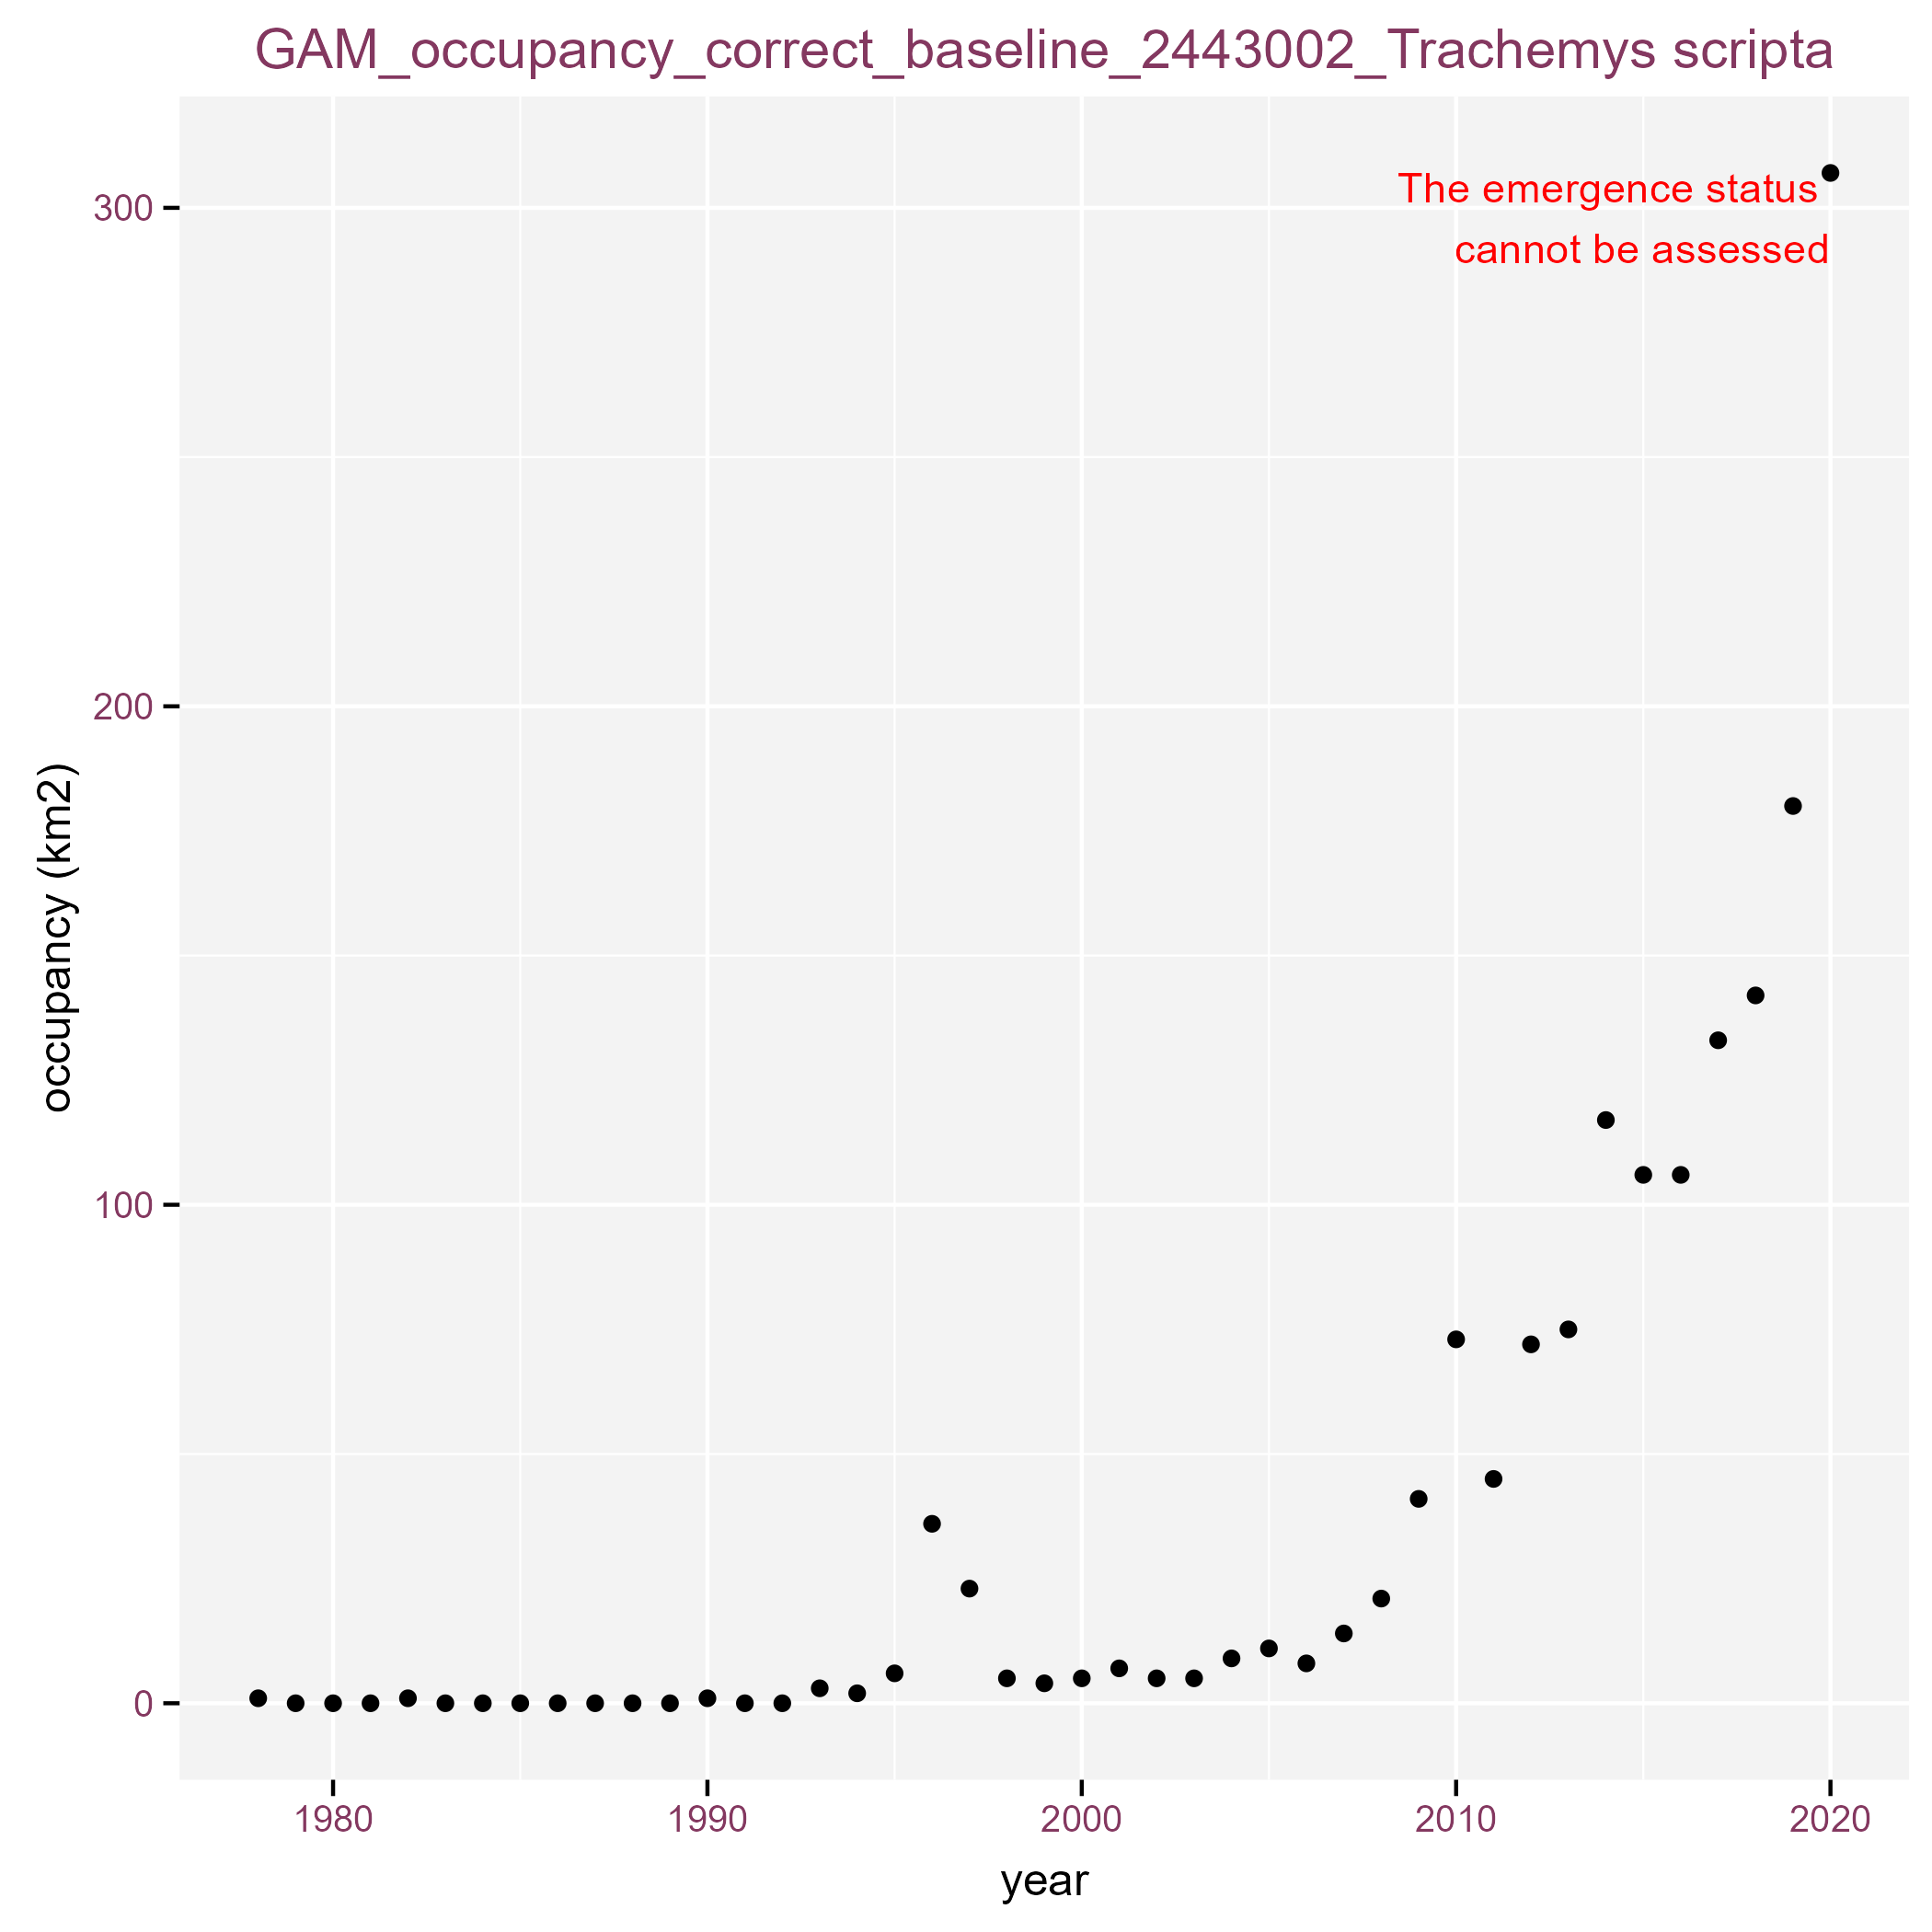 GAM_occupancy_correct_baseline_2443002_Trachemys scripta
The emergence status
cannot be assessed
300
200
100
0
occupancy (km2)
1980 1990 2000 2010 2020
year